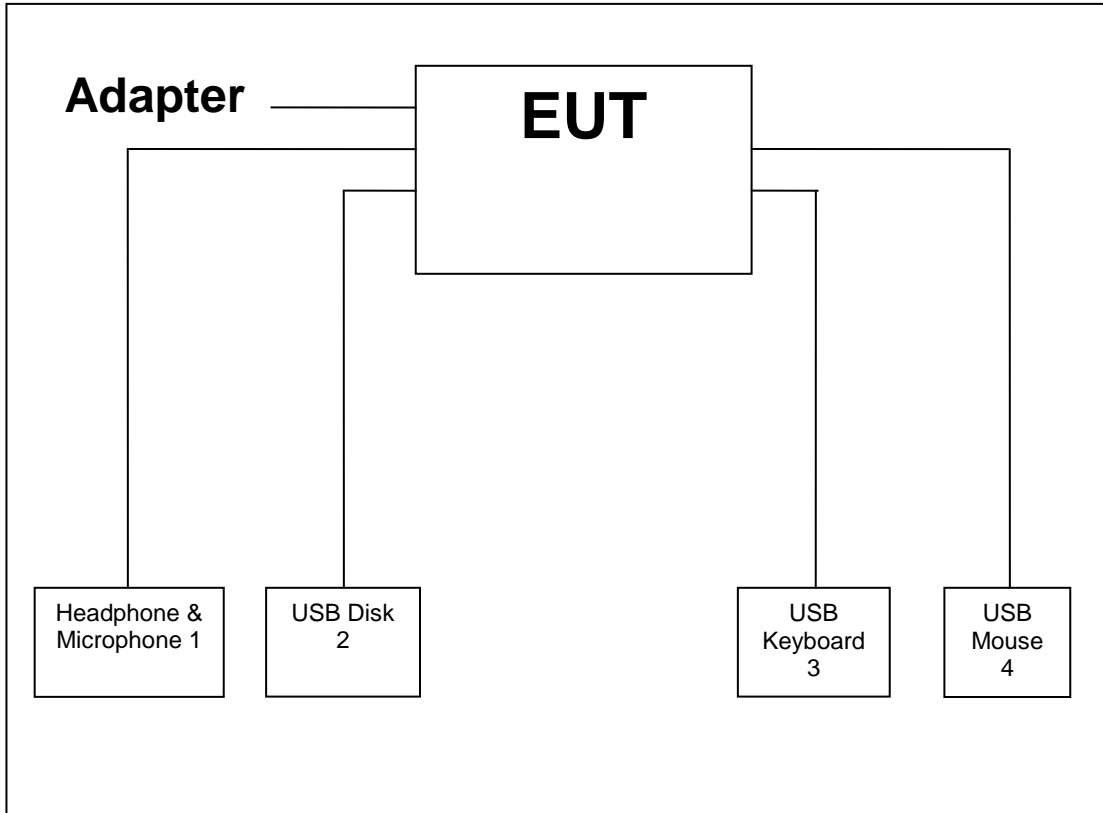 Adapter
EUT
Headphone &
Microphone 1
USB Disk
2
USB
Keyboard
3
USB
Mouse
4